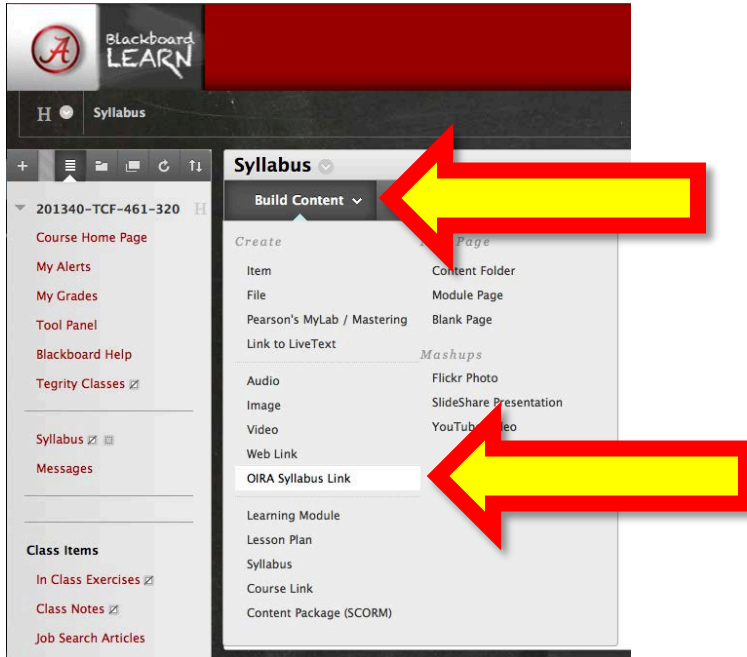 Blackboard
LEARN
H Syllabus
Syllabus
Build Content
201340-TCF-461-320 H
Course Home Page
My Alerts
My Grades
Tool Panel
Blackboard Help
Tegrity Classes
Syllabus
Messages
Class Items
In Class Exercises
Class Notes
Job Search Articles
Create
Item
File
Pearson's MyLab / Mastering
Link to LiveText
Audio
Image
Video
Web Link
OIRA Syllabus Link
Learning Module
Lesson Plan
Syllabus
Course Link
Content Package (SCORM)
Page
Content Folder
Module Page
Blank Page
Mashups
Flickr Photo
SlideShare Presentation
YouTube